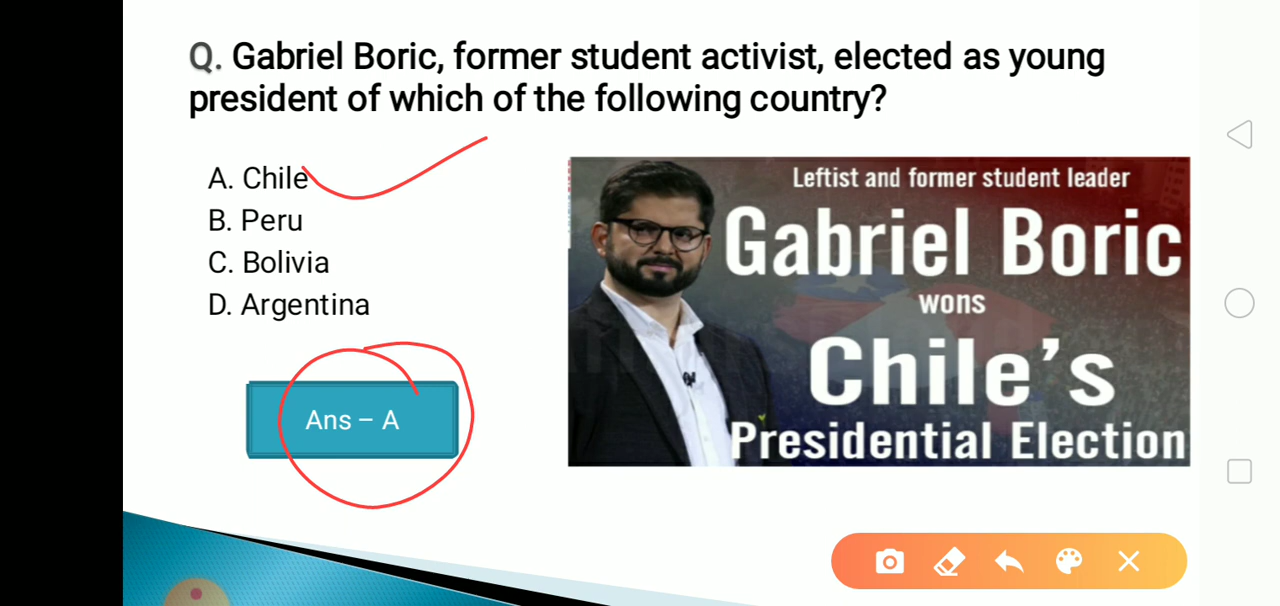 Q. Gabriel Boric, former student activist, elected as young
president of which of the following country?
A. Chile
B. Peru
C. Bolivia
D. Argentina
Ans – A
Leftist and former student leader
Gabriel Boric
wons
Chile's
Presidential Election